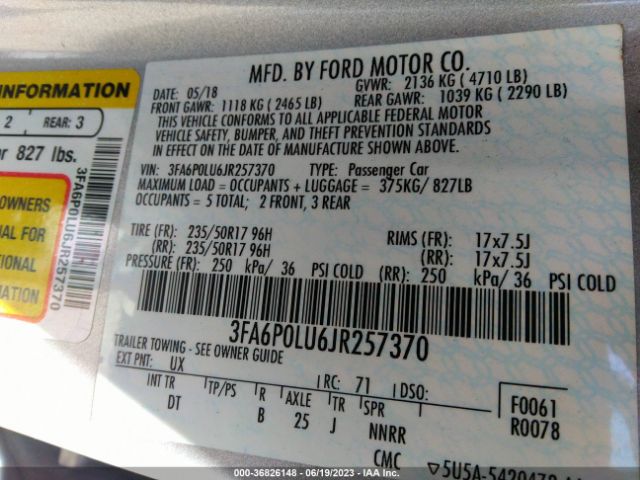 INFORMATION
2 REAR: 3
827 lbs.
OWNERS
FOR
MATION
3FA6P0LU6JR257370
MFD. BY FORD MOTOR CO.
DATE: 05/18 GVWR: 2136 KG ( 4710 LB)
FRONT GAWR: 1118 KG ( 2465 LB) REAR GAWR: 1039 KG ( 2290 LB)
THIS VEHICLE CONFORMS TO ALL APPLICABLE FEDERAL MOTOR
VEHICLE SAFETY, BUMPER, AND THEFT PREVENTION STANDARDS
IN EFFECT ON THE DATE OF MANUFACTURE SHOWN ABOVE.
VIN: 3FA6P0LU6JR257370 TYPE: Passenger Car
MAXIMUM LOAD = OCCUPANTS + LUGGAGE = 375KG/ 827LB
OCCUPANTS = 5 TOTAL; 2 FRONT, 3 REAR
TIRE (FR): 235/50R17 96H RIMS (FR): 17x7.5J
(RR): 235/50R17 96H (RR): 17x7.5J
PRESSURE (FR): 250 kPa/ 36 PSI COLD (RR): 250 kPa/ 36 PSI COLD
3FA6P0LU6JR257370
TRAILER TOWING - SEE OWNER GUIDE
EXT PNT: UX RC: 71 DSO: F0061
INT TR TP/PS R AXLE TR SPR R0078
DT B 25 J NNRR
CMC
000-36826148 - 06/19/2023 - IAA Inc.